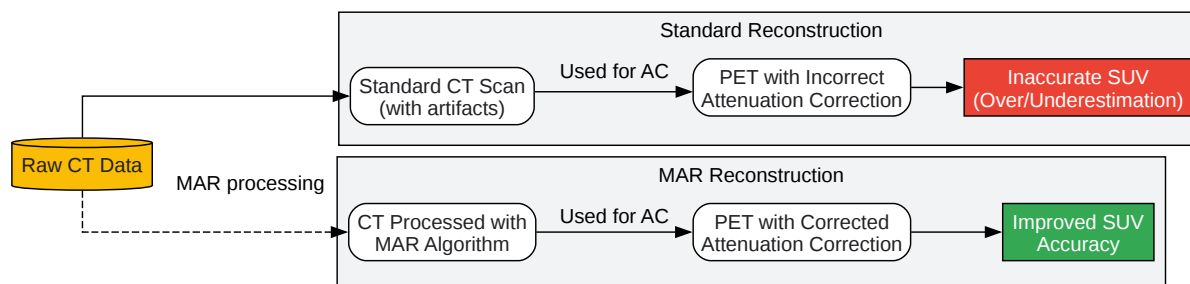 Standard Reconstruction
Used for AC
Standard CT Scan
(with artifacts)
PET with Incorrect
Attenuation Correction
Inaccurate SUV
(Over/Underestimation)
Raw CT Data
MAR processing
MAR Reconstruction
Used for AC
CT Processed with
MAR Algorithm
PET with Corrected
Attenuation Correction
Improved SUV
Accuracy